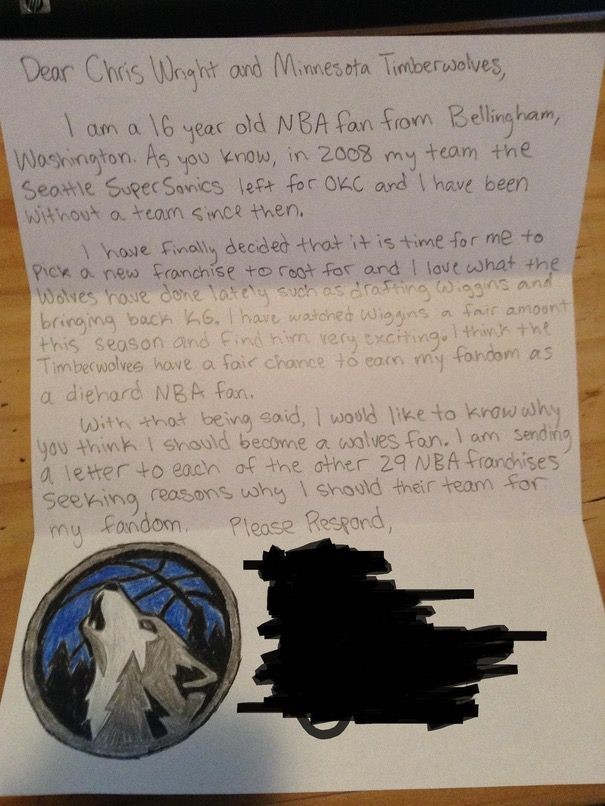 Dear Chris Wright and Minnesota Timberwolves,
I am a 16 year old NBA fan from Bellingham,
Washington. As you know, in 2008 my team the
Seattle SuperSonics left for OKC and I have been
without a team since then.
I have finally decided that it is time for me to
pick a new franchise to root for and I love what the
Wolves have done lately such as drafting Wiggins and
bringing back KG. I have watched Wiggins a fair amount
this season and find him very exciting. I think the
Timberwolves have a fair chance to earn my fandom as
a diehard NBA fan.
With that being said, I would like to know why
you think I should become a wolves fan. I am sending
a letter to each of the other 29 NBA franchises
seeking reasons why I should their team for
my fandom. Please Respond,